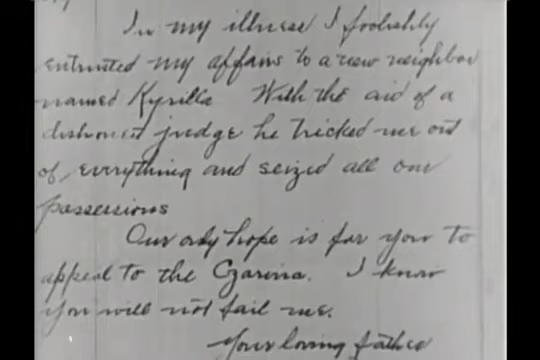 In my illness I foolishly
entrusted my affairs to a new neighbor
named Kyrilla With the aid of a
dishonest judge he tricked me out
of everything and seized all our
possessions
Our only hope is for you to
appeal to the Czarina. I know
you will not fail me.
Your loving father